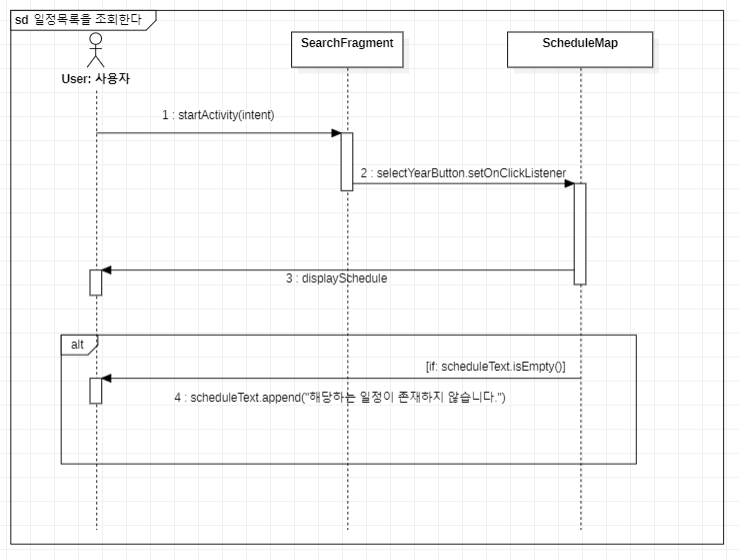 sd 일정목록을 조회한다
SearchFragment
ScheduleMap
User: 사용자
1 : startActivity(intent)
2 : selectYearButton.setOnClickListener
3 : displaySchedule
alt
[if: scheduleText.isEmpty()]
4 : scheduleText.append("해당하는 일정이 존재하지 않습니다.")